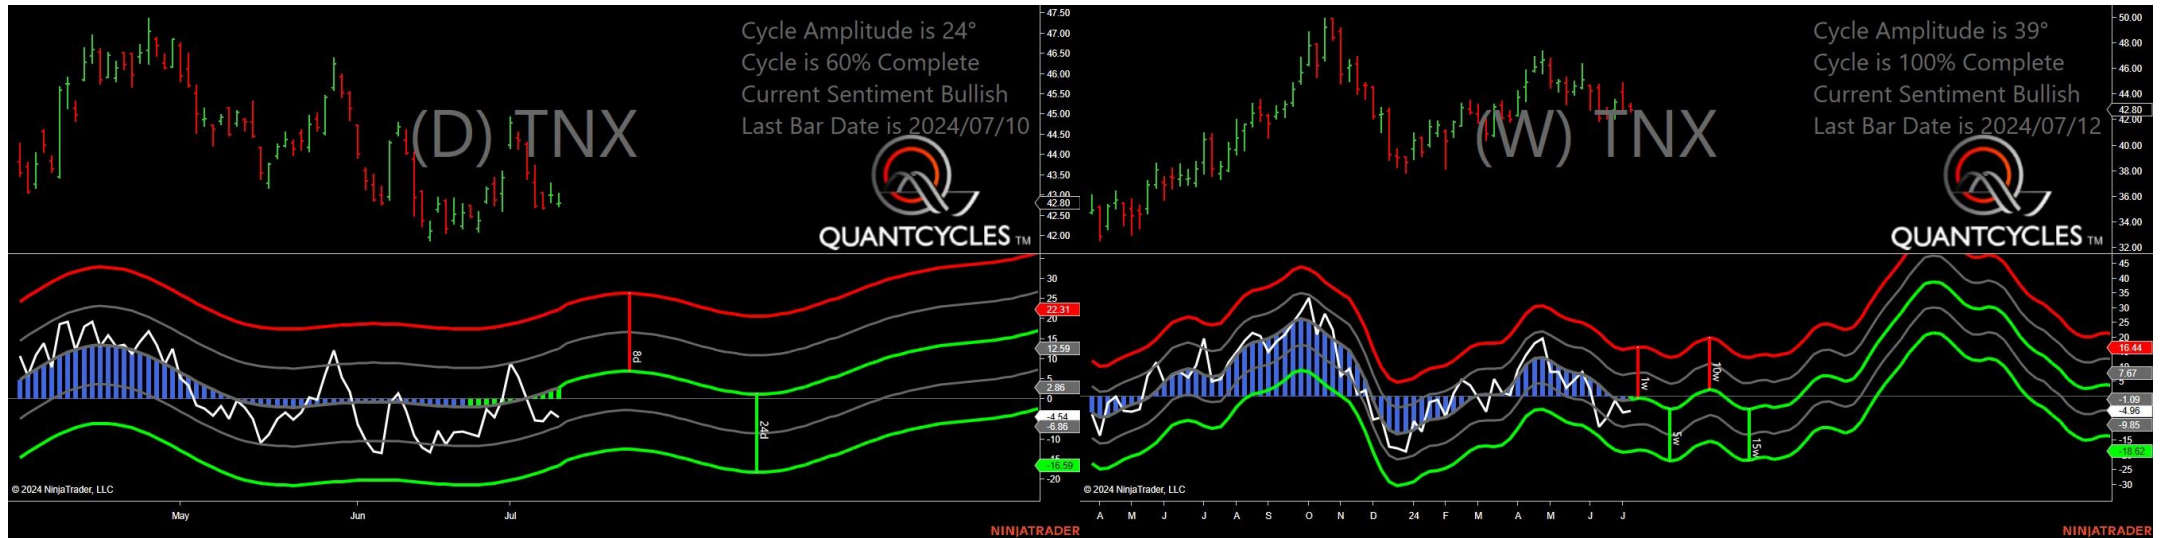 Cycle Amplitude is 24°
Cycle is 60% Complete
Current Sentiment Bullish
Last Bar Date is 2024/07/10
(D) TNX
QUANTCYCLES TM
47.50
47.00
46.50
46.00
45.50
45.00
44.50
44.00
43.50
43.00
42.80
42.50
42.00
30
25
22.31
20
15
12.59
10
5
2.86
0
-4.54
-6.86
-10
-16.59
-20
8d
24d
© 2024 NinjaTrader, LLC
May
Jun
Jul
NINJATRADER
Cycle Amplitude is 39°
Cycle is 100% Complete
Current Sentiment Bullish
Last Bar Date is 2024/07/12
(W) TNX
QUANTCYCLES TM
50.00
48.00
46.00
44.00
42.80
42.00
40.00
38.00
36.00
34.00
32.00
45
40
35
30
25
20
16.44
7.67
5
-1.09
-4.96
-9.85
-15
-18.62
-25
-30
1w
10w
5w
15w
© 2024 NinjaTrader, LLC
A M J J A S O N D 24 F M A M J J
NINJATRADER